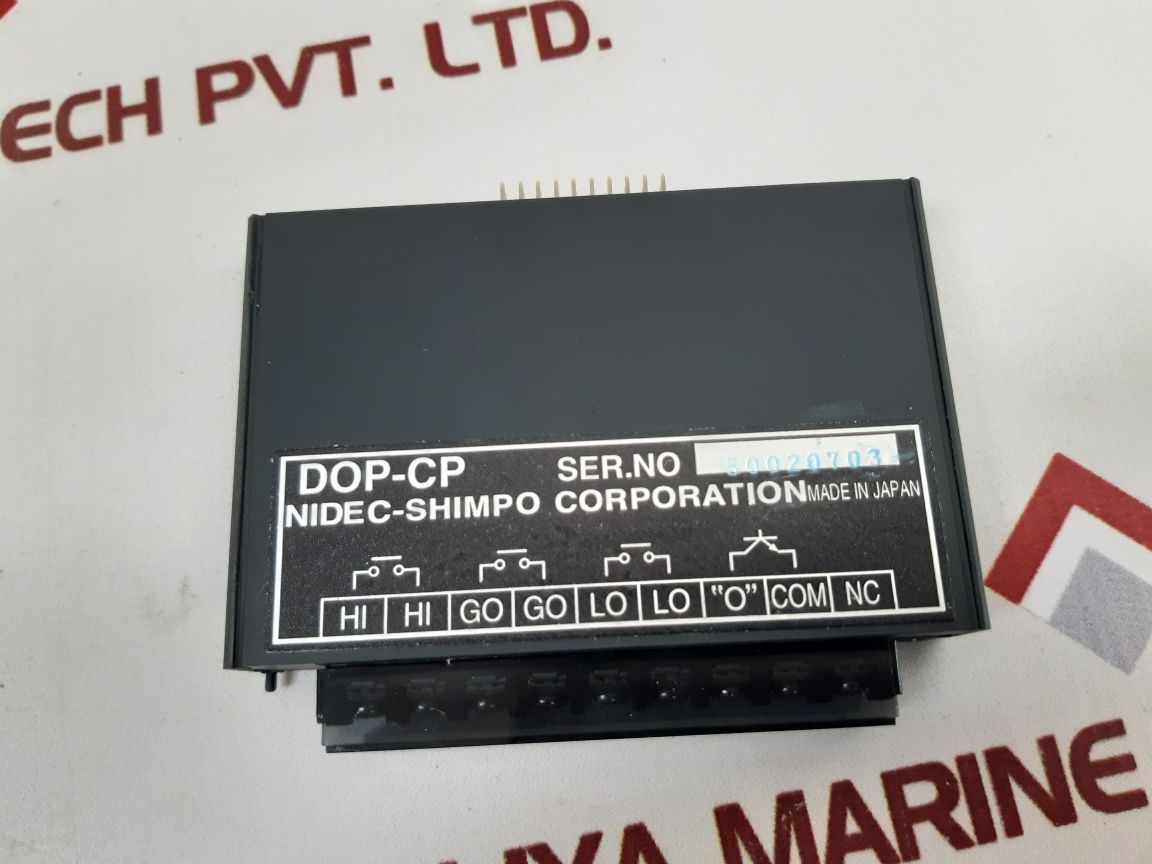 ECH PVT. LTD.
DOP-CP SER.NO 50020703
NIDEC-SHIMPO CORPORATION MADE IN JAPAN
HI HI GO GO LO LO "O" COM NC
YA MARINE